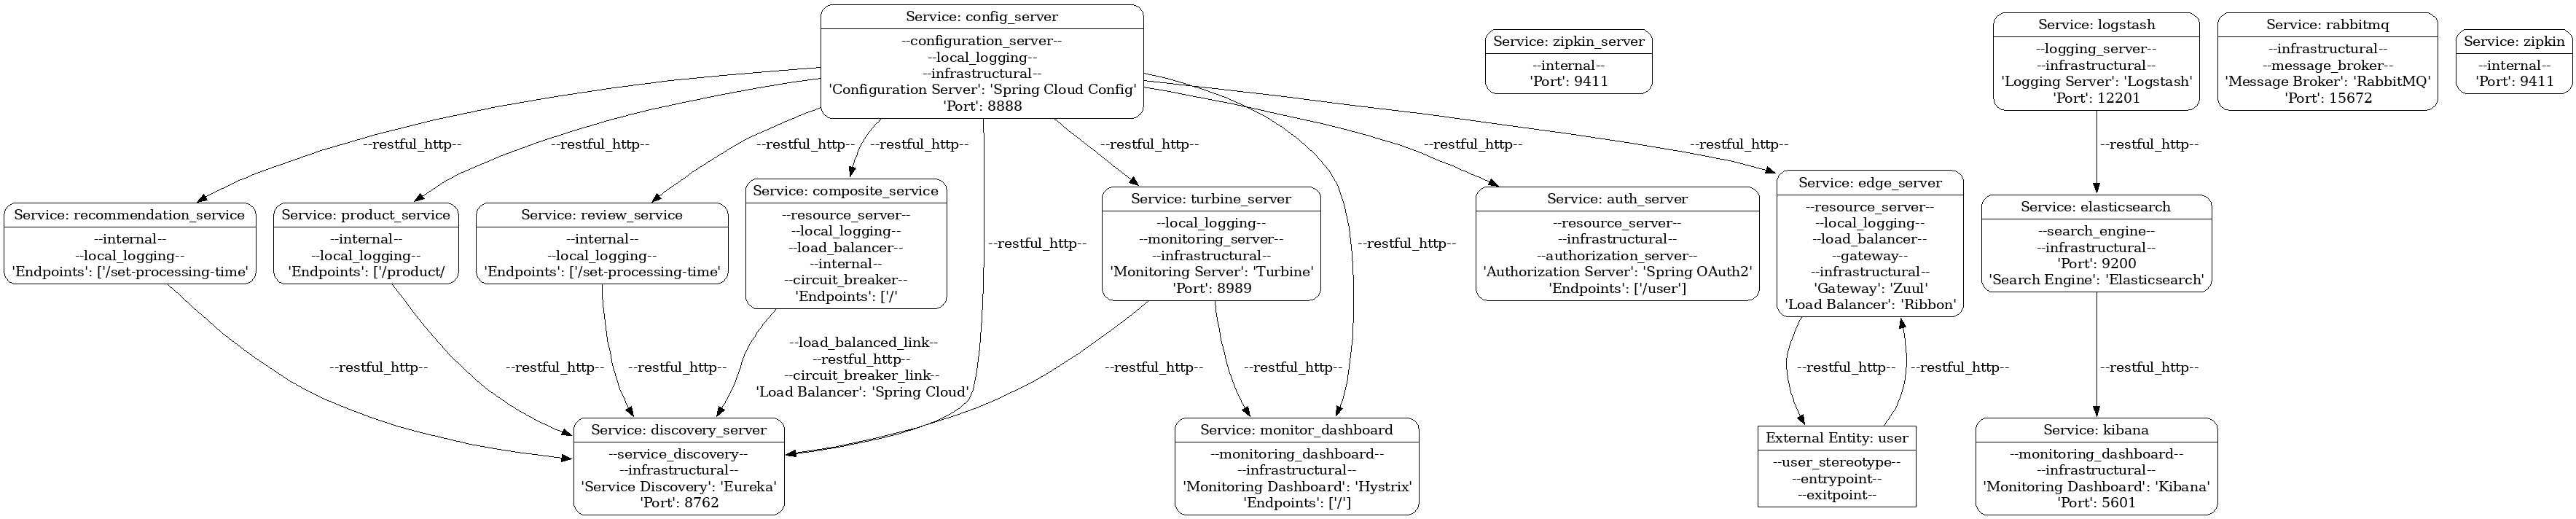 Service: config_server
--configuration_server--
--local_logging--
--infrastructural--
'Configuration Server': 'Spring Cloud Config'
'Port': 8888
Service: zipkin_server
--internal--
'Port': 9411
Service: logstash
--logging_server--
--infrastructural--
'Logging Server': 'Logstash'
'Port': 12201
Service: rabbitmq
--infrastructural--
--message_broker--
'Message Broker': 'RabbitMQ'
'Port': 15672
Service: zipkin
--internal--
'Port': 9411
--restful_http--
--restful_http--
--restful_http--
--restful_http--
--restful_http--
--restful_http--
--restful_http--
--restful_http--
Service: recommendation_service
--internal--
--local_logging--
'Endpoints': ['/set-processing-time'
Service: product_service
--internal--
--local_logging--
'Endpoints': ['/product/
Service: review_service
--internal--
--local_logging--
'Endpoints': ['/set-processing-time'
Service: composite_service
--resource_server--
--local_logging--
--load_balancer--
--internal--
--circuit_breaker--
'Endpoints': ['/'
--restful_http--
Service: turbine_server
--local_logging--
--monitoring_server--
--infrastructural--
'Monitoring Server': 'Turbine'
'Port': 8989
--restful_http--
Service: auth_server
--resource_server--
--infrastructural--
--authorization_server--
'Authorization Server': 'Spring OAuth2'
'Endpoints': ['/user']
Service: edge_server
--resource_server--
--local_logging--
--load_balancer--
--gateway--
--infrastructural--
'Gateway': 'Zuul'
'Load Balancer': 'Ribbon'
Service: elasticsearch
--search_engine--
--infrastructural--
'Port': 9200
'Search Engine': 'Elasticsearch'
--restful_http--
--restful_http--
--restful_http--
--load_balanced_link--
--restful_http--
--circuit_breaker_link--
'Load Balancer': 'Spring Cloud'
--restful_http--
--restful_http--
--restful_http--
--restful_http--
--restful_http--
Service: discovery_server
--service_discovery--
--infrastructural--
'Service Discovery': 'Eureka'
'Port': 8762
Service: monitor_dashboard
--monitoring_dashboard--
--infrastructural--
'Monitoring Dashboard': 'Hystrix'
'Endpoints': ['/']
External Entity: user
--user_stereotype--
--entrypoint--
--exitpoint--
Service: kibana
--monitoring_dashboard--
--infrastructural--
'Monitoring Dashboard': 'Kibana'
'Port': 5601